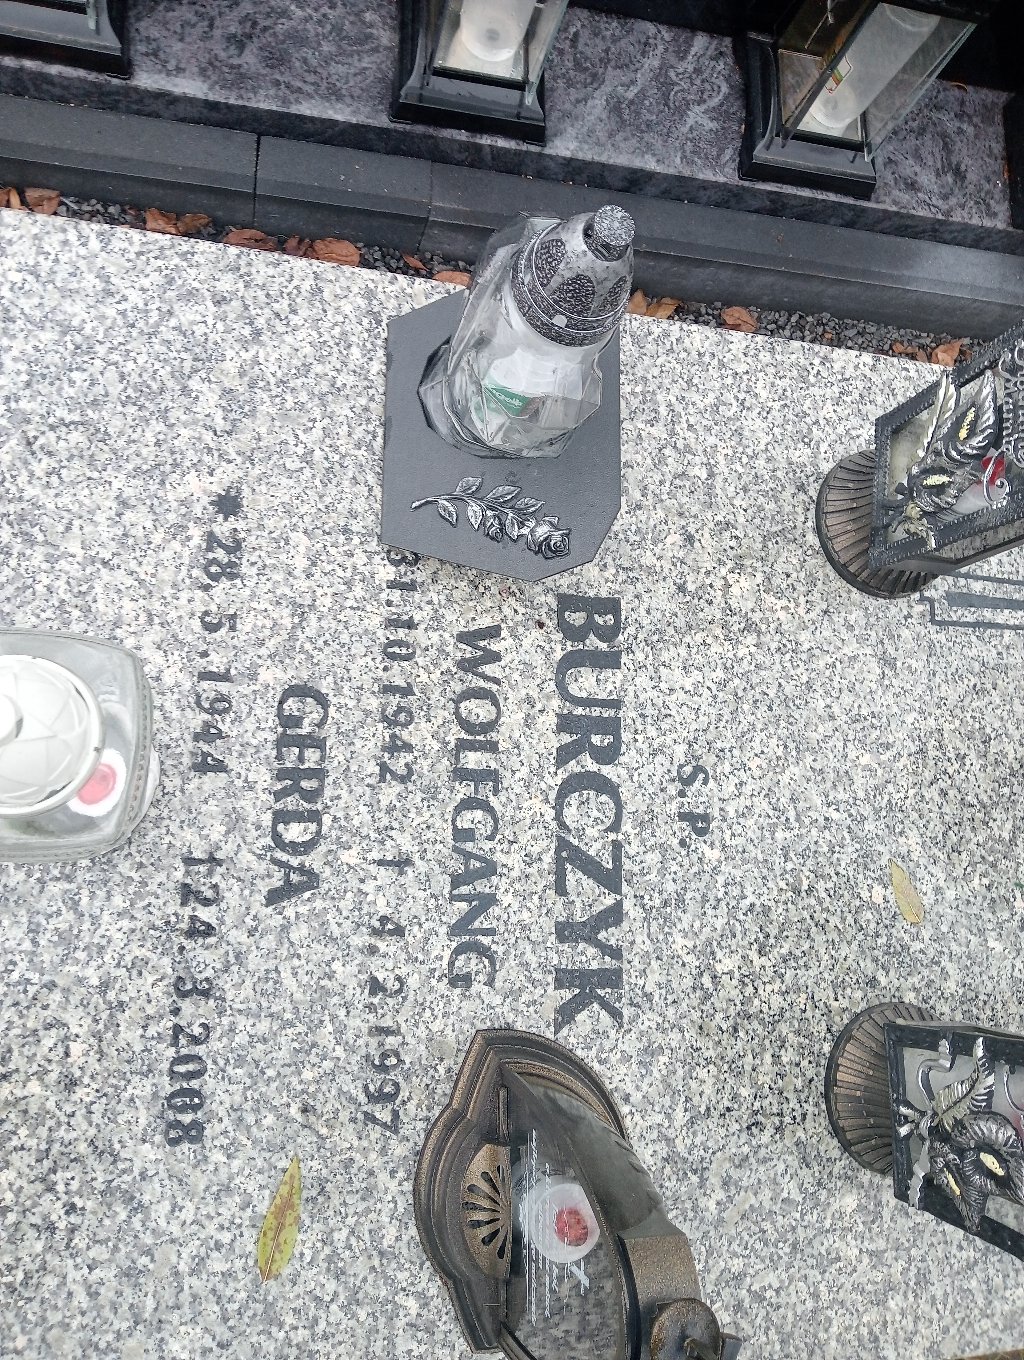 S.P.
BURCZYK
WOLFGANG
31.10.1942 † 4.2.1997
GERDA
* 28.5.1944 † 24.3.2008